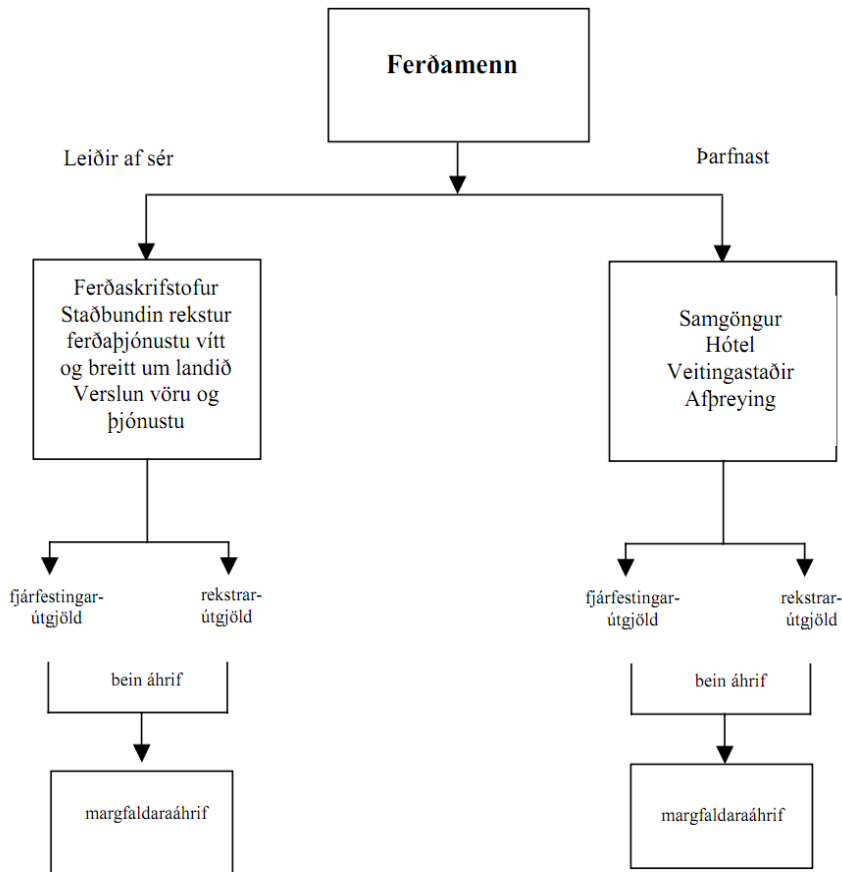 Ferðamenn
Leiðir af sér
Þarfnast
Ferðaskrifstofur
Staðbundin rekstur
ferðaþjónustu vítt
og breitt um landið
Verslun vöru og
þjónustu
Samgöngur
Hótel
Veitingastaðir
Afþreying
fjárfestingar-
útgjöld
rekstrar-
útgjöld
fjárfestingar-
útgjöld
rekstrar-
útgjöld
bein áhrif
bein áhrif
margfaldaraáhrif
margfaldaraáhrif